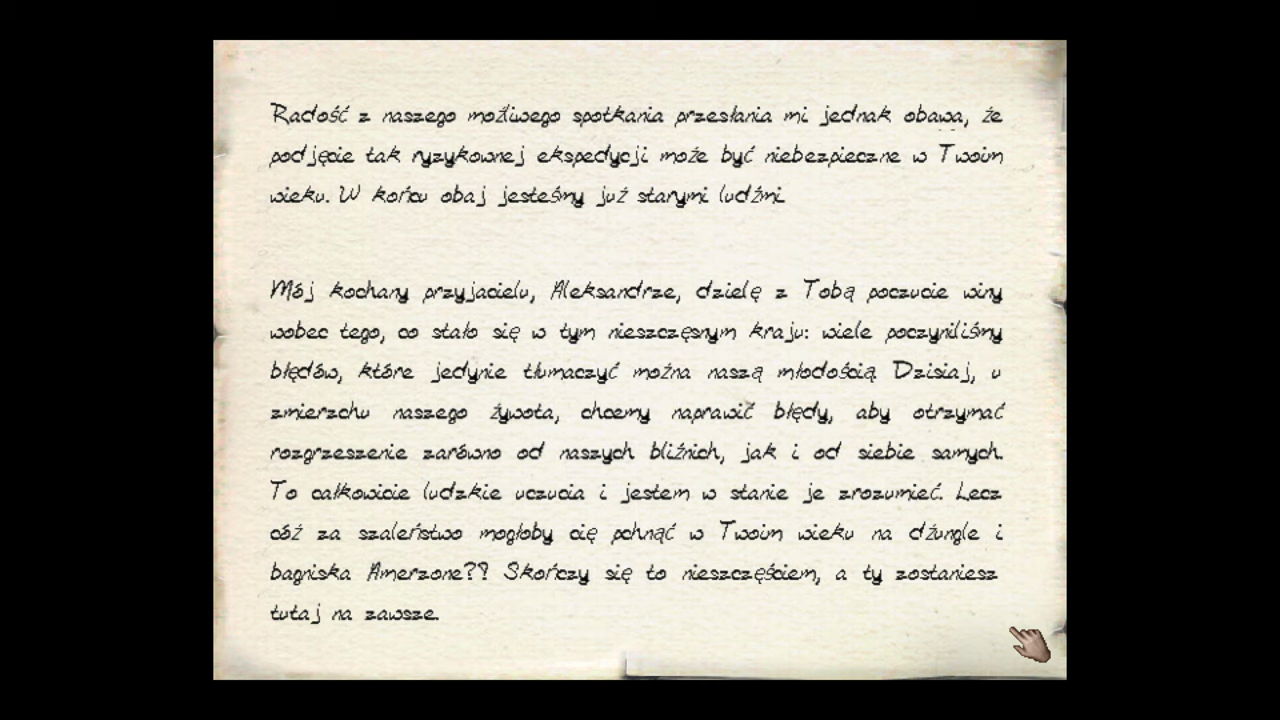 Radość z naszego możliwego spotkania przesłania mi jednak obawa, że
podjęcie tak ryzykownej ekspedycji może być niebezpieczne w Twoim
wieku. W końcu obaj jesteśmy już starymi ludźmi.
Mój kochany przyjacielu, Aleksandrze, dzielę z Tobą poczucie winy
wobec tego, co stało się w tym nieszczęsnym kraju: wiele poczyniliśmy
błędów, które jedynie tłumaczyć można naszą młodością. Dzisiaj, u
zmierzchu naszego żywota, chcemy naprawić błędy, aby otrzymać
rozgrzeszenie zarówno od naszych bliźnich, jak i od siebie samych.
To całkowicie ludzkie uczucia i jestem w stanie je zrozumieć. Lecz
cóż za szaleństwo mogłoby cię pchnąć w Twoim wieku na dżungle i
bagniska Amerzone?? Skończy się to nieszczęściem, a ty zostaniesz
tutaj na zawsze.